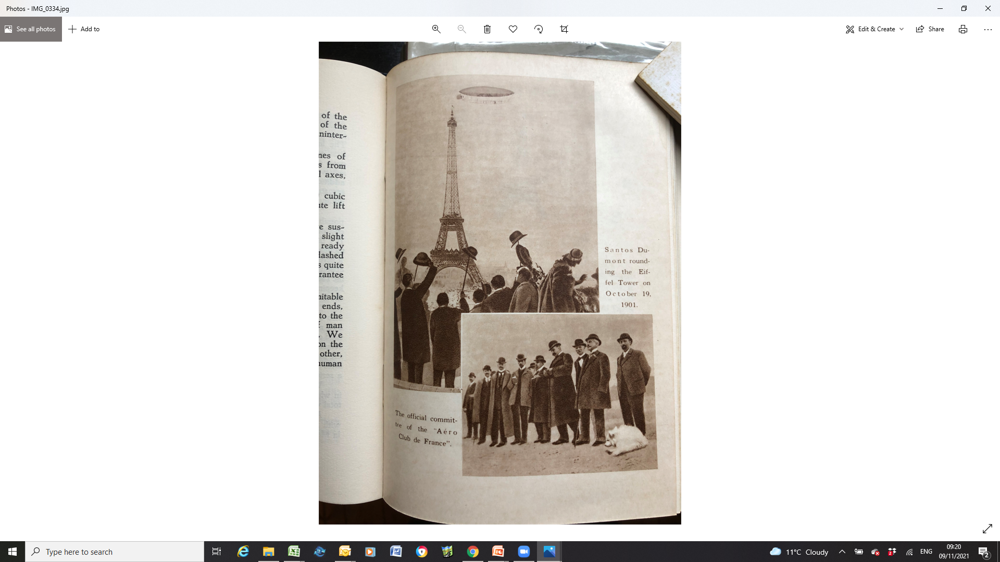 Photos - IMG_0334.jpg
See all photos
Add to
Edit & Create
Share
of the
of the
ninter-
nes of
s from
l axes,
cubic
ute lift
e sus-
slight
ready
lashed
s quite
rantee
nitable
ends,
to the
f man
. We
on the
other,
human
Santos Du-
mont round-
ing the Eif-
fel Tower on
October 19,
1901.
The official commit-
tee of the "Aéro
Club de France".
Type here to search
11°C Cloudy
ENG
09:20
09/11/2021
2